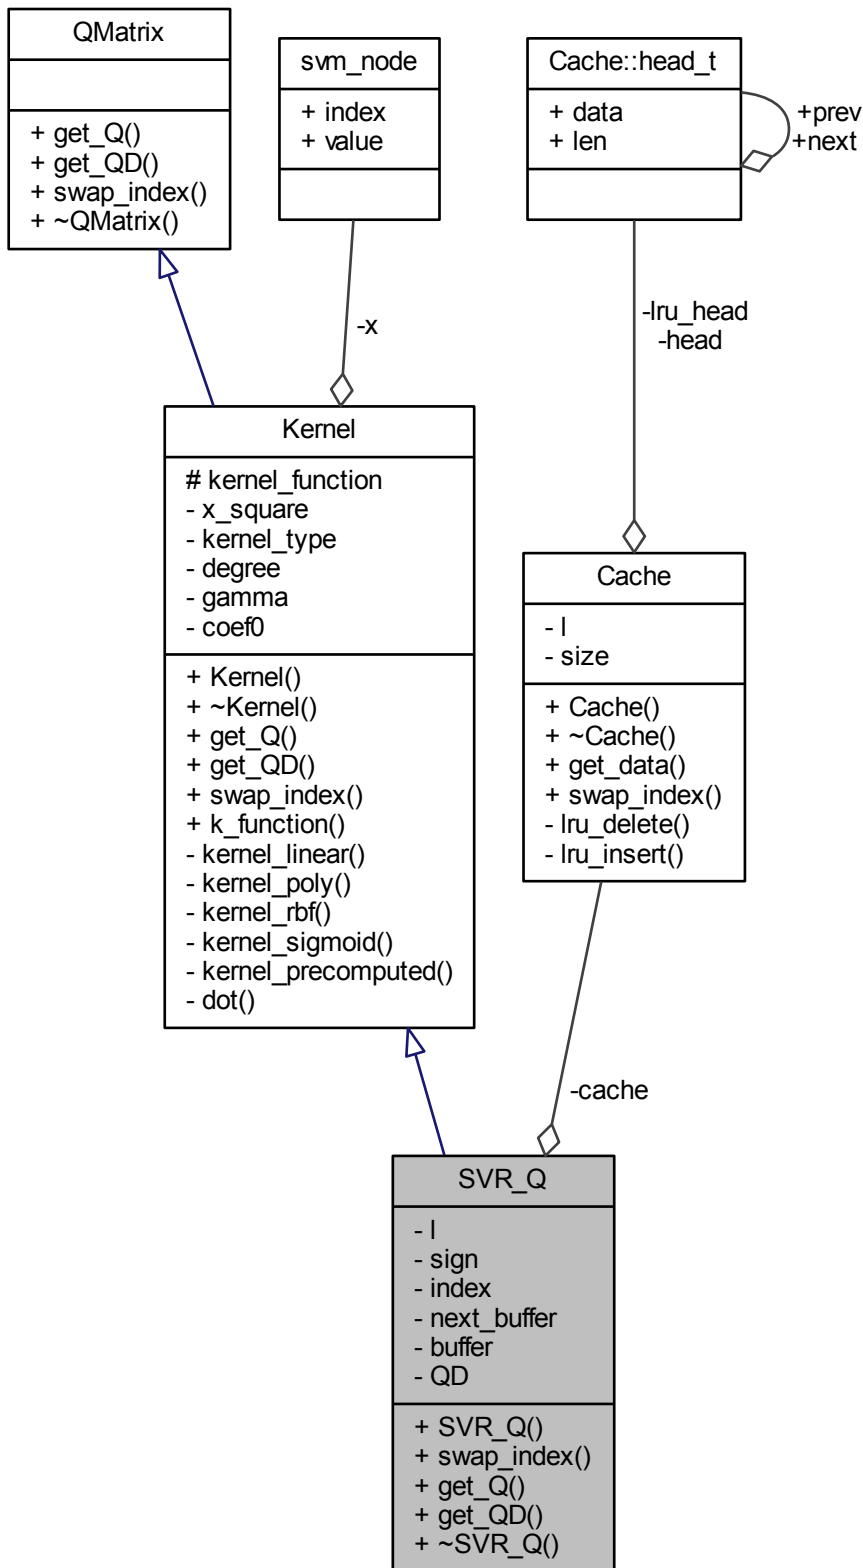 QMatrix
+ get_Q()
+ get_QD()
+ swap_index()
+ ~QMatrix()
svm_node
+ index
+ value
Cache::head_t
+ data
+ len
+prev
+next
-x
-lru_head
-head
Kernel
# kernel_function
- x_square
- kernel_type
- degree
- gamma
- coef0
+ Kernel()
+ ~Kernel()
+ get_Q()
+ get_QD()
+ swap_index()
+ k_function()
- kernel_linear()
- kernel_poly()
- kernel_rbf()
- kernel_sigmoid()
- kernel_precomputed()
- dot()
Cache
- l
- size
+ Cache()
+ ~Cache()
+ get_data()
+ swap_index()
- lru_delete()
- lru_insert()
-cache
SVR_Q
- l
- sign
- index
- next_buffer
- buffer
- QD
+ SVR_Q()
+ swap_index()
+ get_Q()
+ get_QD()
+ ~SVR_Q()